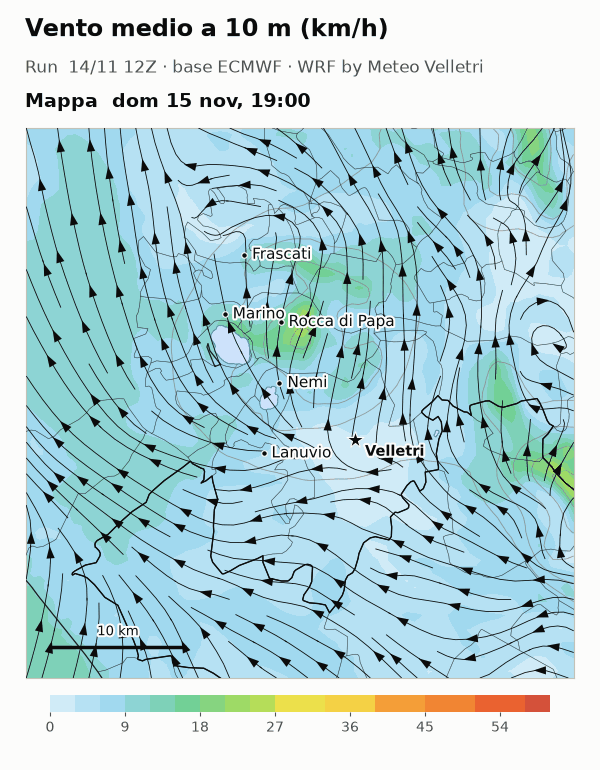 Vento medio a 10 m (km/h)
Run  14/11 12Z · base ECMWF · WRF by Meteo Velletri
Mappa  dom 15 nov, 19:00
Frascati
Marino
Rocca di Papa
Nemi
Velletri
Lanuvio
10 km
0 9 18 27 36 45 54